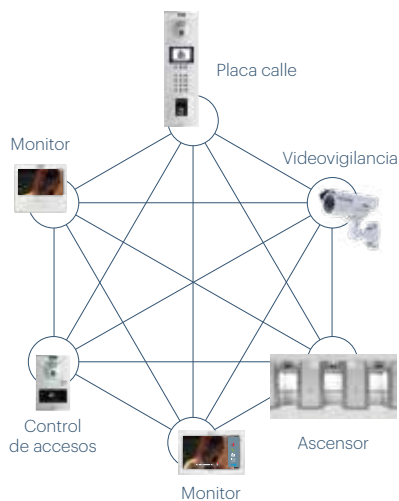 Placa calle
Monitor
Videovigilancia
Control
de accesos
Ascensor
Monitor